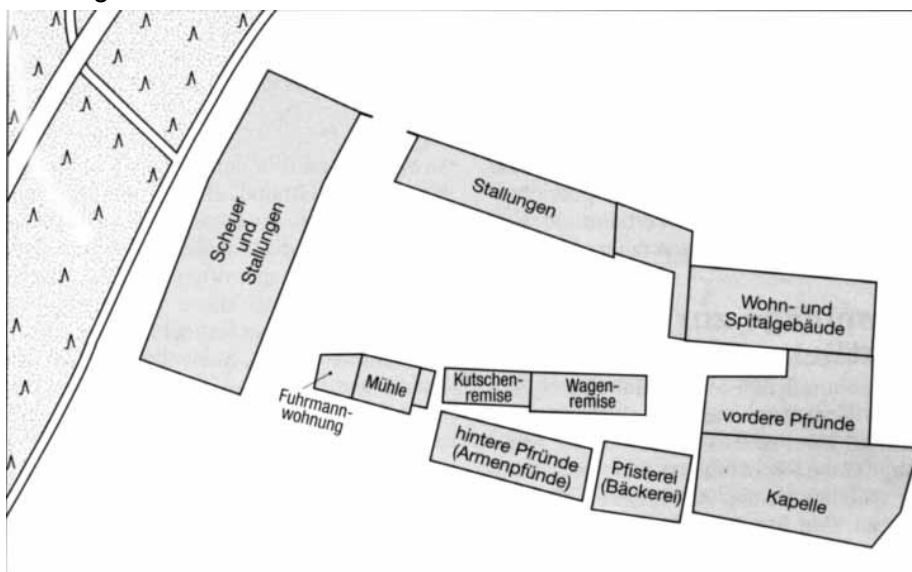 Stallungen
Scheuer
und
Stallungen
Wohn- und
Spitalgebäude
Fuhrmann-
wohnung
Mühle
Kutschen-
remise
Wagen-
remise
vordere Pfründe
hintere Pfründe
(Armenpfünde)
Pfisterei
(Bäckerei)
Kapelle